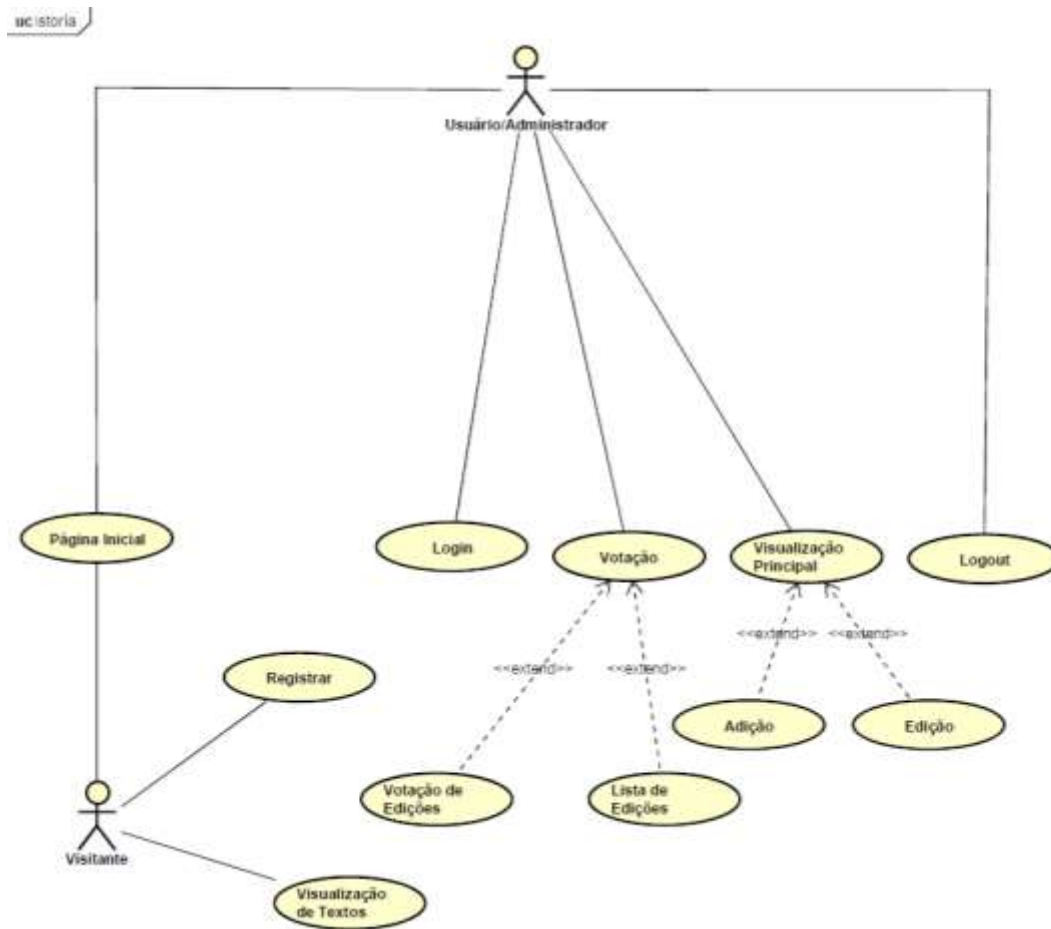 uc Istoria
Usuário/Administrador
Página Inicial
Login
Votação
Visualização
Principal
Logout
<<extend>>
<<extend>>
<<extend>>
<<extend>>
Registrar
Adição
Edição
Votação de
Edições
Lista de
Edições
Visitante
Visualização
de Textos